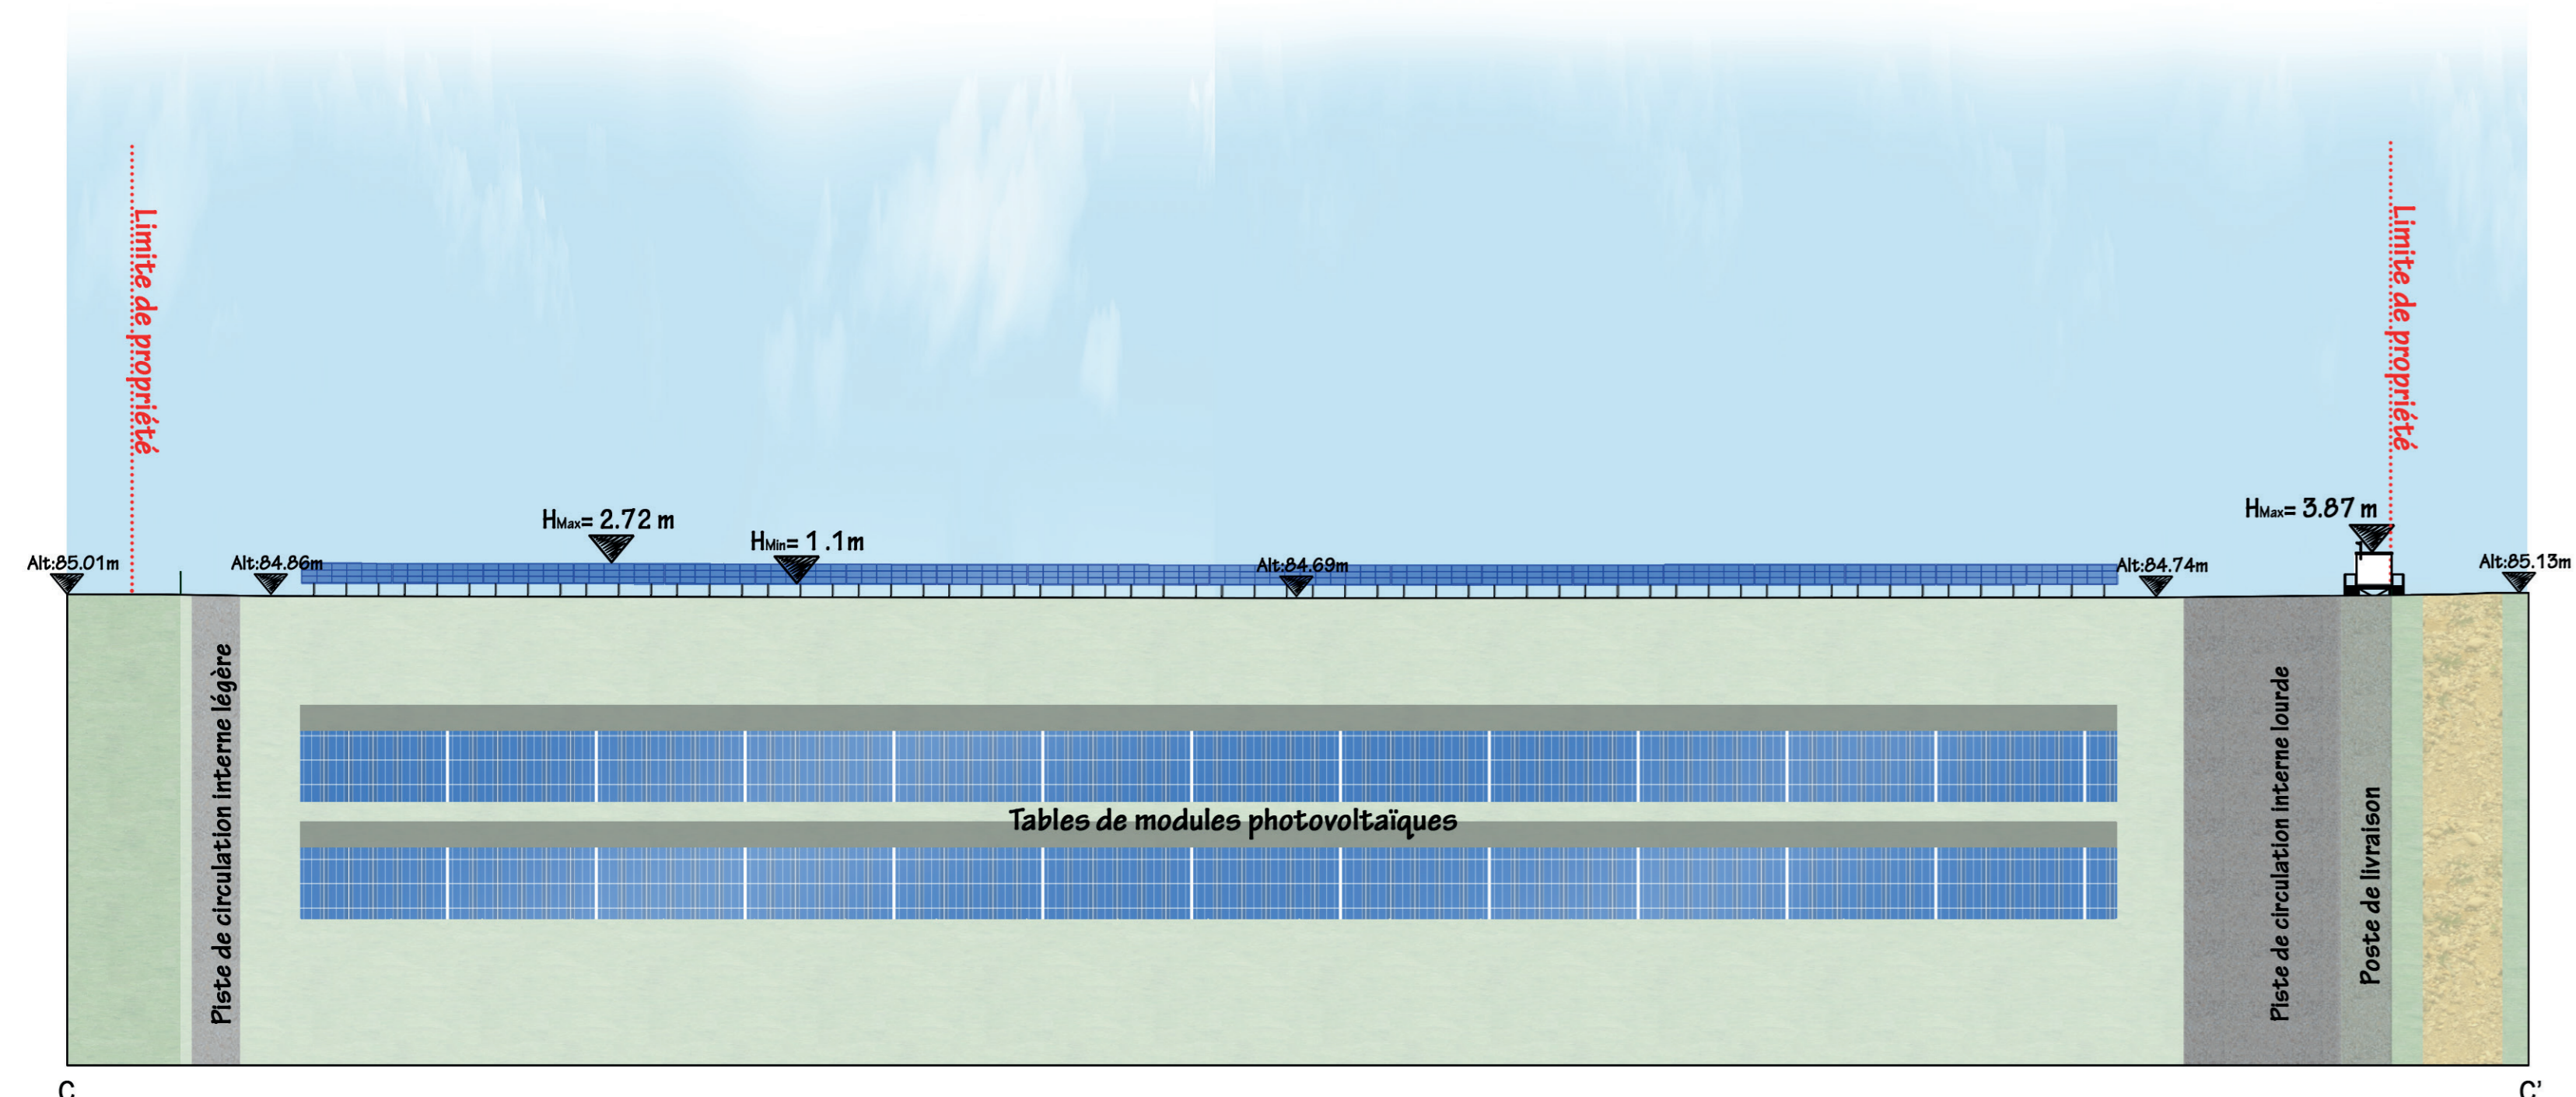 Limite de propriété
Limite de propriété
HMax= 2.72 m
HMin= 1.1m
HMax= 3.87 m
Alt:85.01m
Alt:84.86m
Alt:84.69m
Alt:84.74m
Alt:85.13m
Piste de circulation interne légère
Tables de modules photovoltaïques
Piste de circulation interne lourde
Poste de livraison
C
C'